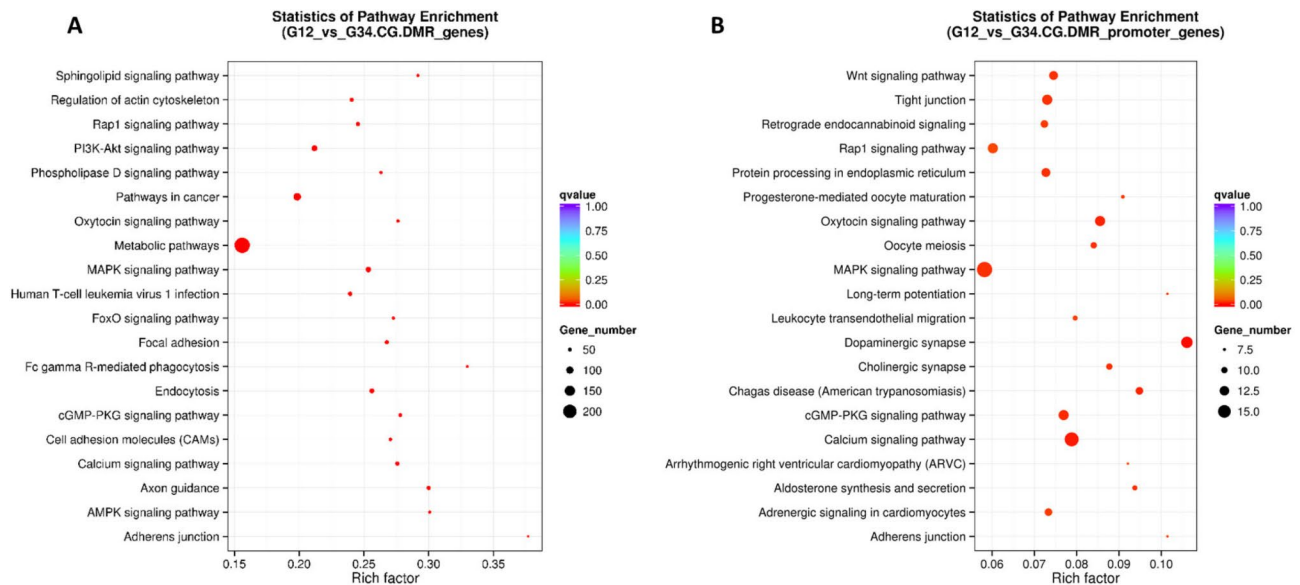 A
Statistics of Pathway Enrichment
(G12_vs_G34.CG.DMR_genes)
Sphingolipid signaling pathway
Regulation of actin cytoskeleton
Rap1 signaling pathway
PI3K-Akt signaling pathway
Phospholipase D signaling pathway
Pathways in cancer
Oxytocin signaling pathway
Metabolic pathways
MAPK signaling pathway
Human T-cell leukemia virus 1 infection
FoxO signaling pathway
Focal adhesion
Fc gamma R-mediated phagocytosis
Endocytosis
cGMP-PKG signaling pathway
Cell adhesion molecules (CAMs)
Calcium signaling pathway
Axon guidance
AMPK signaling pathway
Adherens junction
0.15 0.20 0.25 0.30 0.35
Rich factor
qvalue
1.00
0.75
0.50
0.25
0.00
Gene_number
50
100
150
200
B
Statistics of Pathway Enrichment
(G12_vs_G34.CG.DMR_promoter_genes)
Wnt signaling pathway
Tight junction
Retrograde endocannabinoid signaling
Rap1 signaling pathway
Protein processing in endoplasmic reticulum
Progesterone-mediated oocyte maturation
Oxytocin signaling pathway
Oocyte meiosis
MAPK signaling pathway
Long-term potentiation
Leukocyte transendothelial migration
Dopaminergic synapse
Cholinergic synapse
Chagas disease (American trypanosomiasis)
cGMP-PKG signaling pathway
Calcium signaling pathway
Arrhythmogenic right ventricular cardiomyopathy (ARVC)
Aldosterone synthesis and secretion
Adrenergic signaling in cardiomyocytes
Adherens junction
0.06 0.07 0.08 0.09 0.10
Rich factor
qvalue
1.00
0.75
0.50
0.25
0.00
Gene_number
7.5
10.0
12.5
15.0